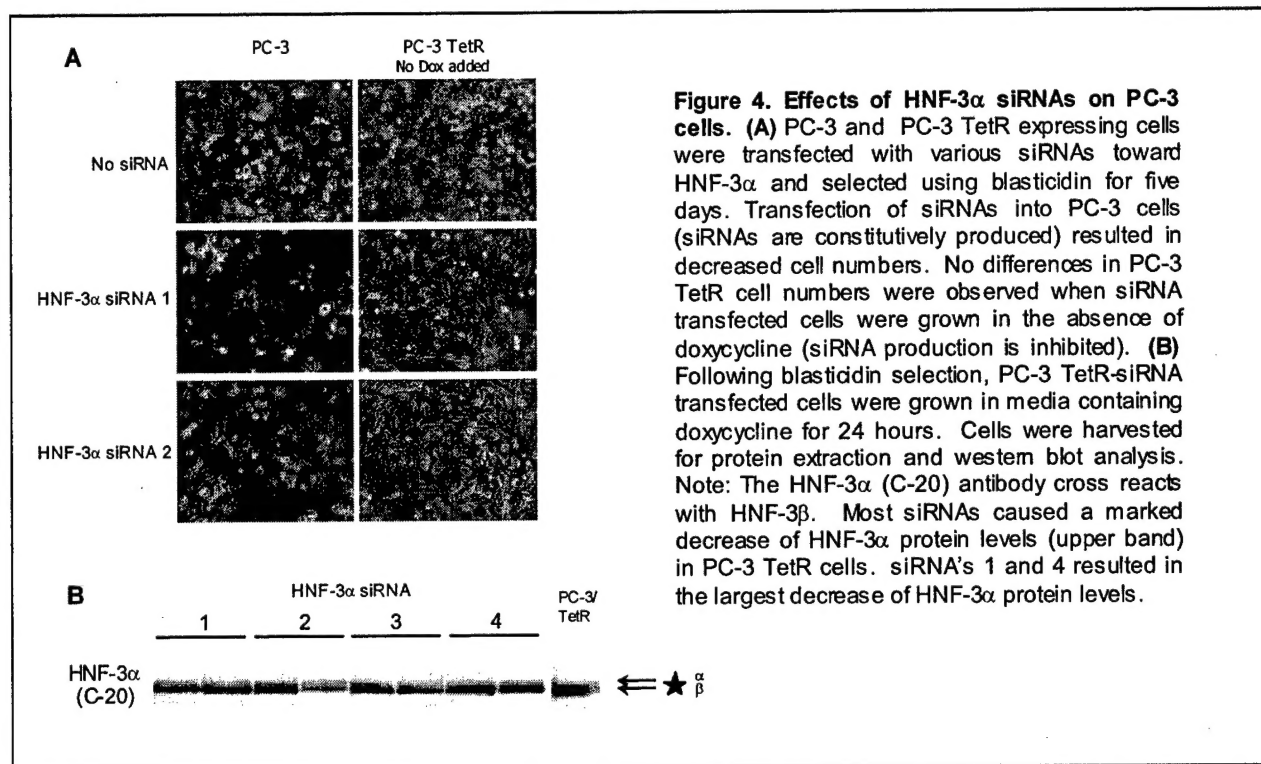 A
PC-3
PC-3 TetR
No Dox added
No siRNA
HNF-3α siRNA 1
HNF-3α siRNA 2
Figure 4. Effects of HNF-3α siRNAs on PC-3
cells. (A) PC-3 and PC-3 TetR expressing cells
were transfected with various siRNAs toward
HNF-3α and selected using blasticidin for five
days. Transfection of siRNAs into PC-3 cells
(siRNAs are constitutively produced) resulted in
decreased cell numbers. No differences in PC-3
TetR cell numbers were observed when siRNA
transfected cells were grown in the absence of
doxycycline (siRNA production is inhibited). (B)
Following blasticidin selection, PC-3 TetR-siRNA
transfected cells were grown in media containing
doxycycline for 24 hours. Cells were harvested
for protein extraction and western blot analysis.
Note: The HNF-3α (C-20) antibody cross reacts
with HNF-3β. Most siRNAs caused a marked
decrease of HNF-3α protein levels (upper band)
in PC-3 TetR cells. siRNA's 1 and 4 resulted in
the largest decrease of HNF-3α protein levels.
B
HNF-3α siRNA
PC-3/
TetR
1 2 3 4
HNF-3α
(C-20)
α
β